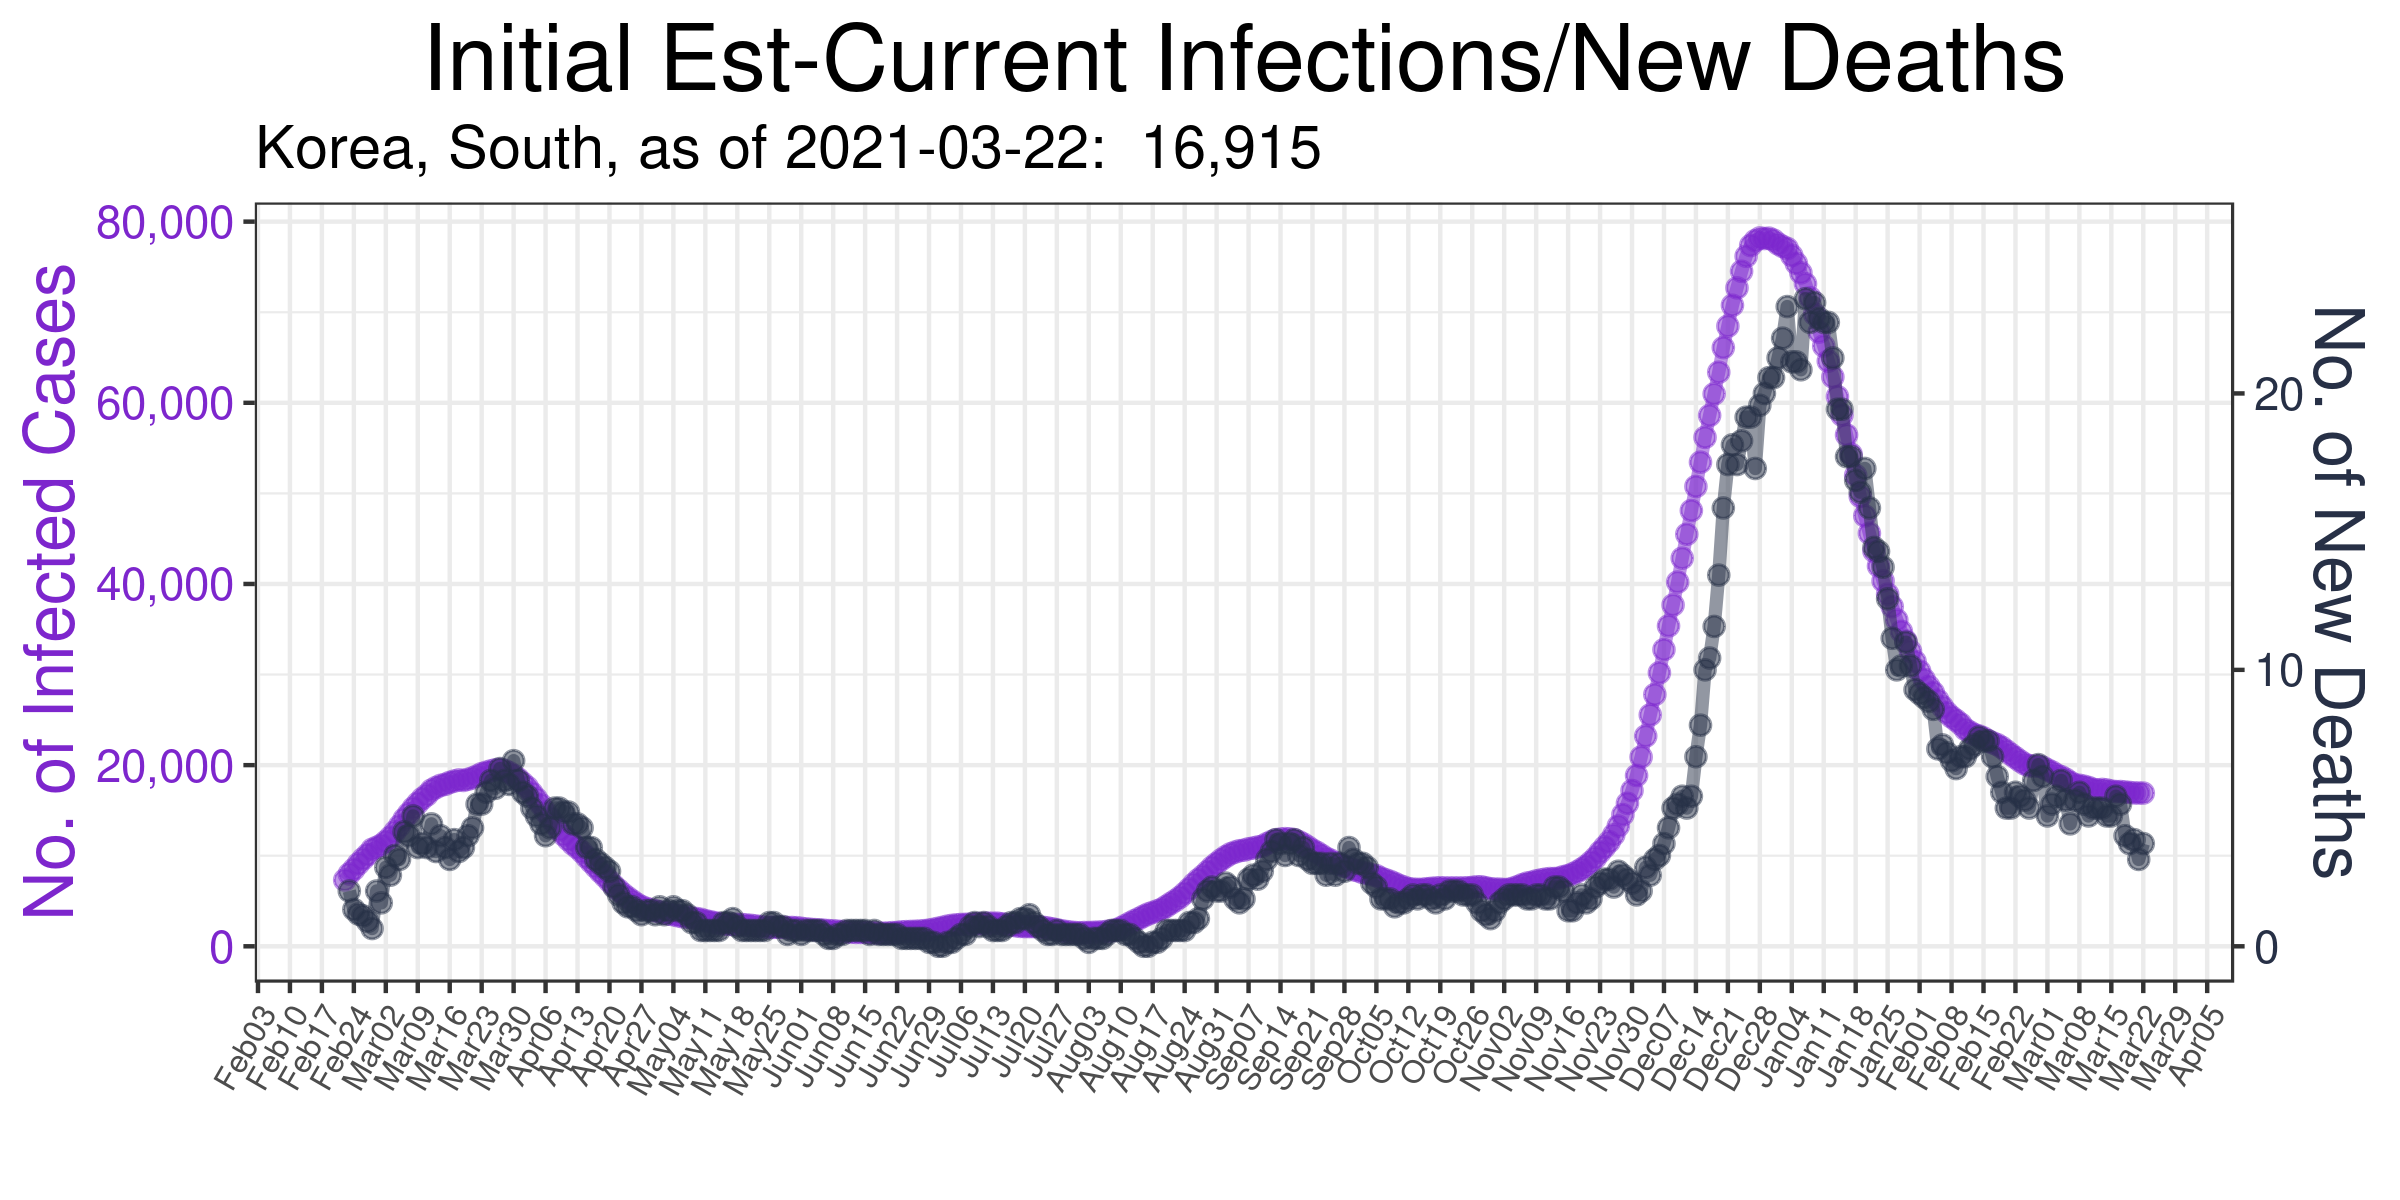 Initial Est-Current Infections/New Deaths
Korea, South, as of 2021-03-22:  16,915
No. of Infected Cases
80,000
60,000
40,000
20,000
0
No. of New Deaths
20
10
0
Feb03
Feb10
Feb17
Feb24
Mar02
Mar09
Mar16
Mar23
Mar30
Apr06
Apr13
Apr20
Apr27
May04
May11
May18
May25
Jun01
Jun08
Jun15
Jun22
Jun29
Jul06
Jul13
Jul20
Jul27
Aug03
Aug10
Aug17
Aug24
Aug31
Sep07
Sep14
Sep21
Sep28
Oct05
Oct12
Oct19
Oct26
Nov02
Nov09
Nov16
Nov23
Nov30
Dec07
Dec14
Dec21
Dec28
Jan04
Jan11
Jan18
Jan25
Feb01
Feb08
Feb15
Feb22
Mar01
Mar08
Mar15
Mar22
Mar29
Apr05